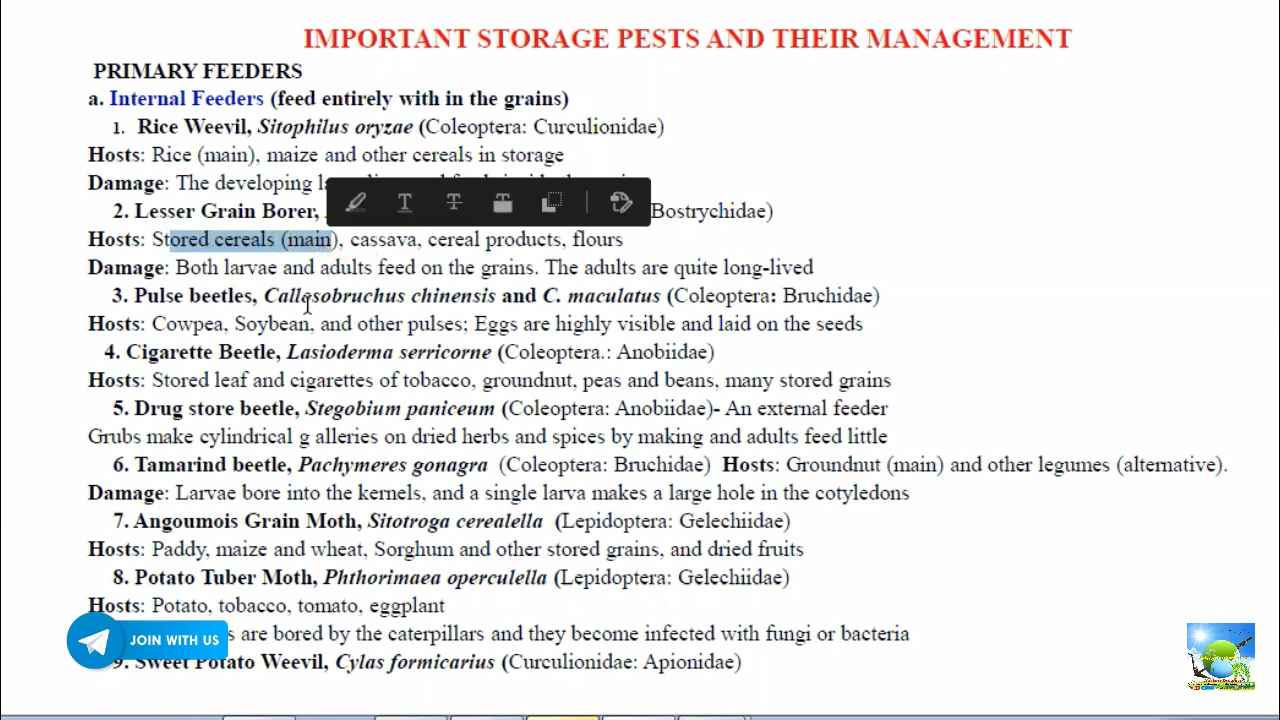 IMPORTANT STORAGE PESTS AND THEIR MANAGEMENT
PRIMARY FEEDERS
a. Internal Feeders (feed entirely with in the grains)
1. Rice Weevil, Sitophilus oryzae (Coleoptera: Curculionidae)
Hosts: Rice (main), maize and other cereals in storage
Damage: The developing
2. Lesser Grain Borer, Bostrychidae)
Hosts: Stored cereals (main), cassava, cereal products, flours
Damage: Both larvae and adults feed on the grains. The adults are quite long-lived
3. Pulse beetles, Callosobruchus chinensis and C. maculatus (Coleoptera: Bruchidae)
Hosts: Cowpea, Soybean, and other pulses; Eggs are highly visible and laid on the seeds
4. Cigarette Beetle, Lasioderma serricorne (Coleoptera.: Anobiidae)
Hosts: Stored leaf and cigarettes of tobacco, groundnut, peas and beans, many stored grains
5. Drug store beetle, Stegobium paniceum (Coleoptera: Anobiidae)- An external feeder
Grubs make cylindrical g alleries on dried herbs and spices by making and adults feed little
6. Tamarind beetle, Pachymeres gonagra (Coleoptera: Bruchidae) Hosts: Groundnut (main) and other legumes (alternative).
Damage: Larvae bore into the kernels, and a single larva makes a large hole in the cotyledons
7. Angoumois Grain Moth, Sitotroga cerealella (Lepidoptera: Gelechiidae)
Hosts: Paddy, maize and wheat, Sorghum and other stored grains, and dried fruits
8. Potato Tuber Moth, Phthorimaea operculella (Lepidoptera: Gelechiidae)
Hosts: Potato, tobacco, tomato, eggplant
JOIN WITH US
are bored by the caterpillars and they become infected with fungi or bacteria
9. Sweet Potato Weevil, Cylas formicarius (Curculionidae: Apionidae)